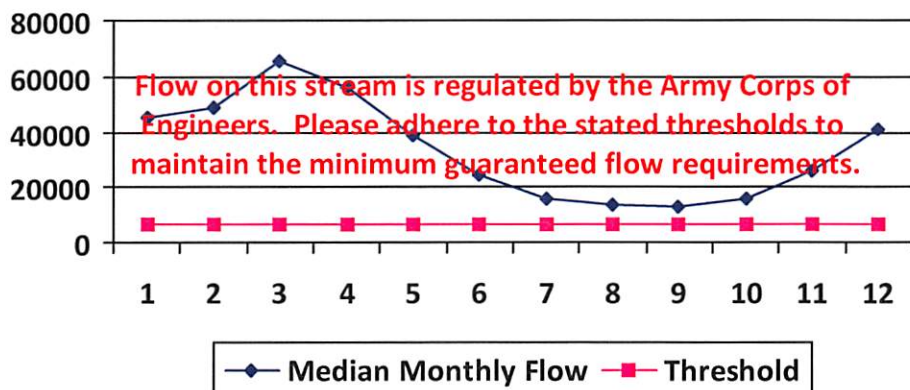 80000
60000
40000
20000
0
Flow on this stream is regulated by the Army Corps of
Engineers. Please adhere to the stated thresholds to
maintain the minimum guaranteed flow requirements.
1 2 3 4 5 6 7 8 9 10 11 12
Median Monthly Flow Threshold